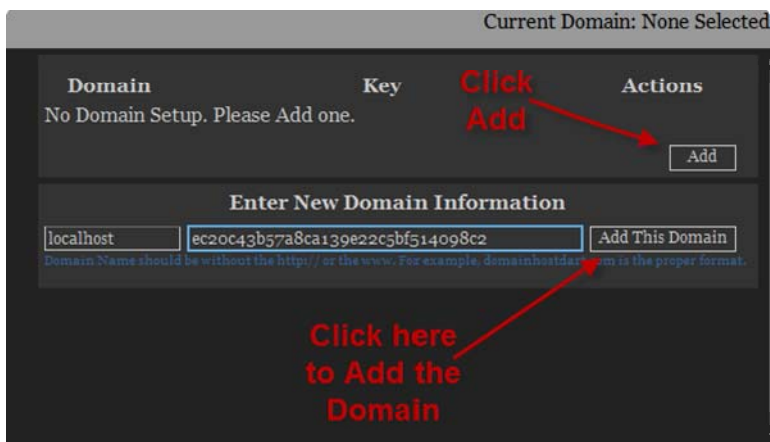 Current Domain: None Selected
Domain Key Actions
No Domain Setup. Please Add one.
Click
Add
Add
Enter New Domain Information
localhost ec20c43b57a8ca139e22c5bf514098c2 Add This Domain
Domain Name should be without the http:// or the www. For example, is the proper format.
Click here
to Add the
Domain